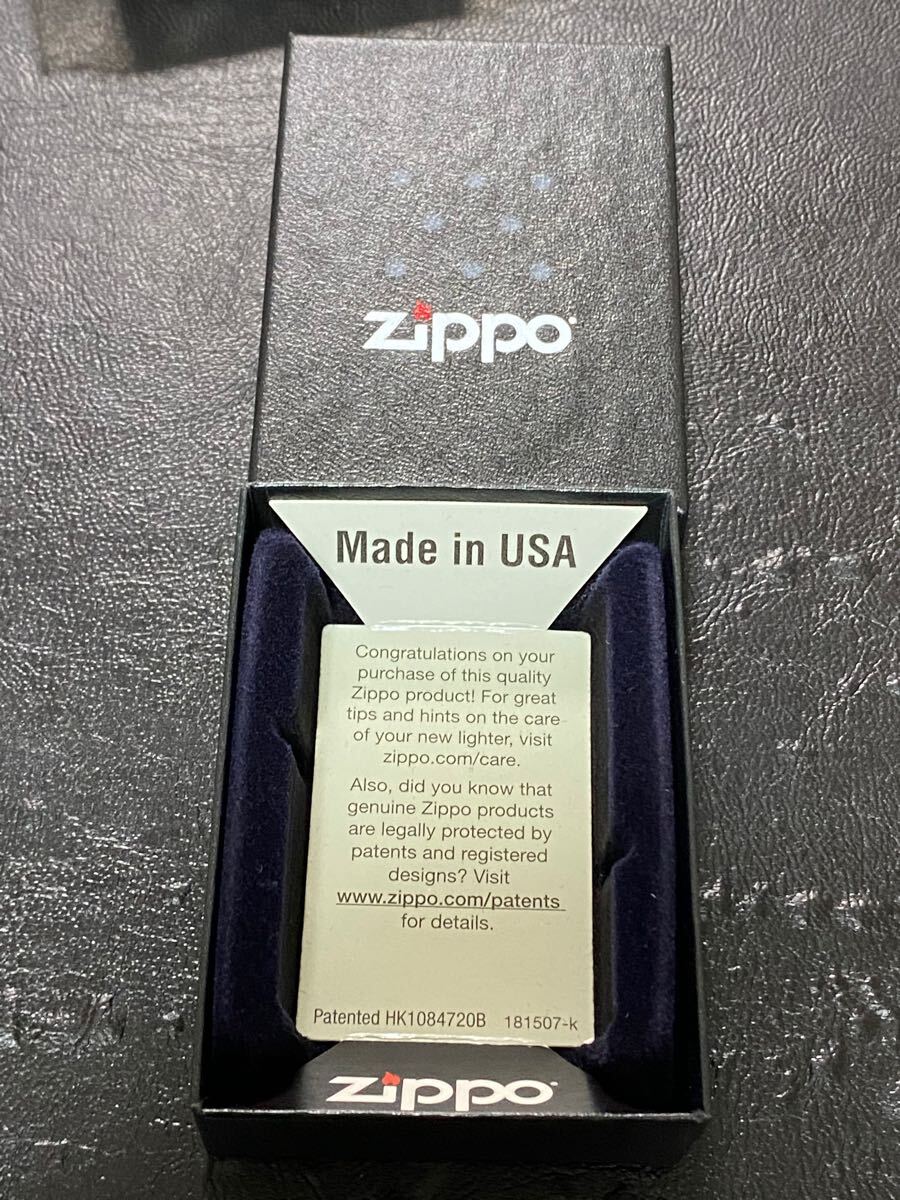 zippo
Made in USA
Congratulations on your
purchase of this quality
Zippo product! For great
tips and hints on the care
of your new lighter, visit
zippo.com/care.
Also, did you know that
genuine Zippo products
are legally protected by
patents and registered
designs? Visit
www.zippo.com/patents
for details.
Patented HK1084720B 181507-k
zippo